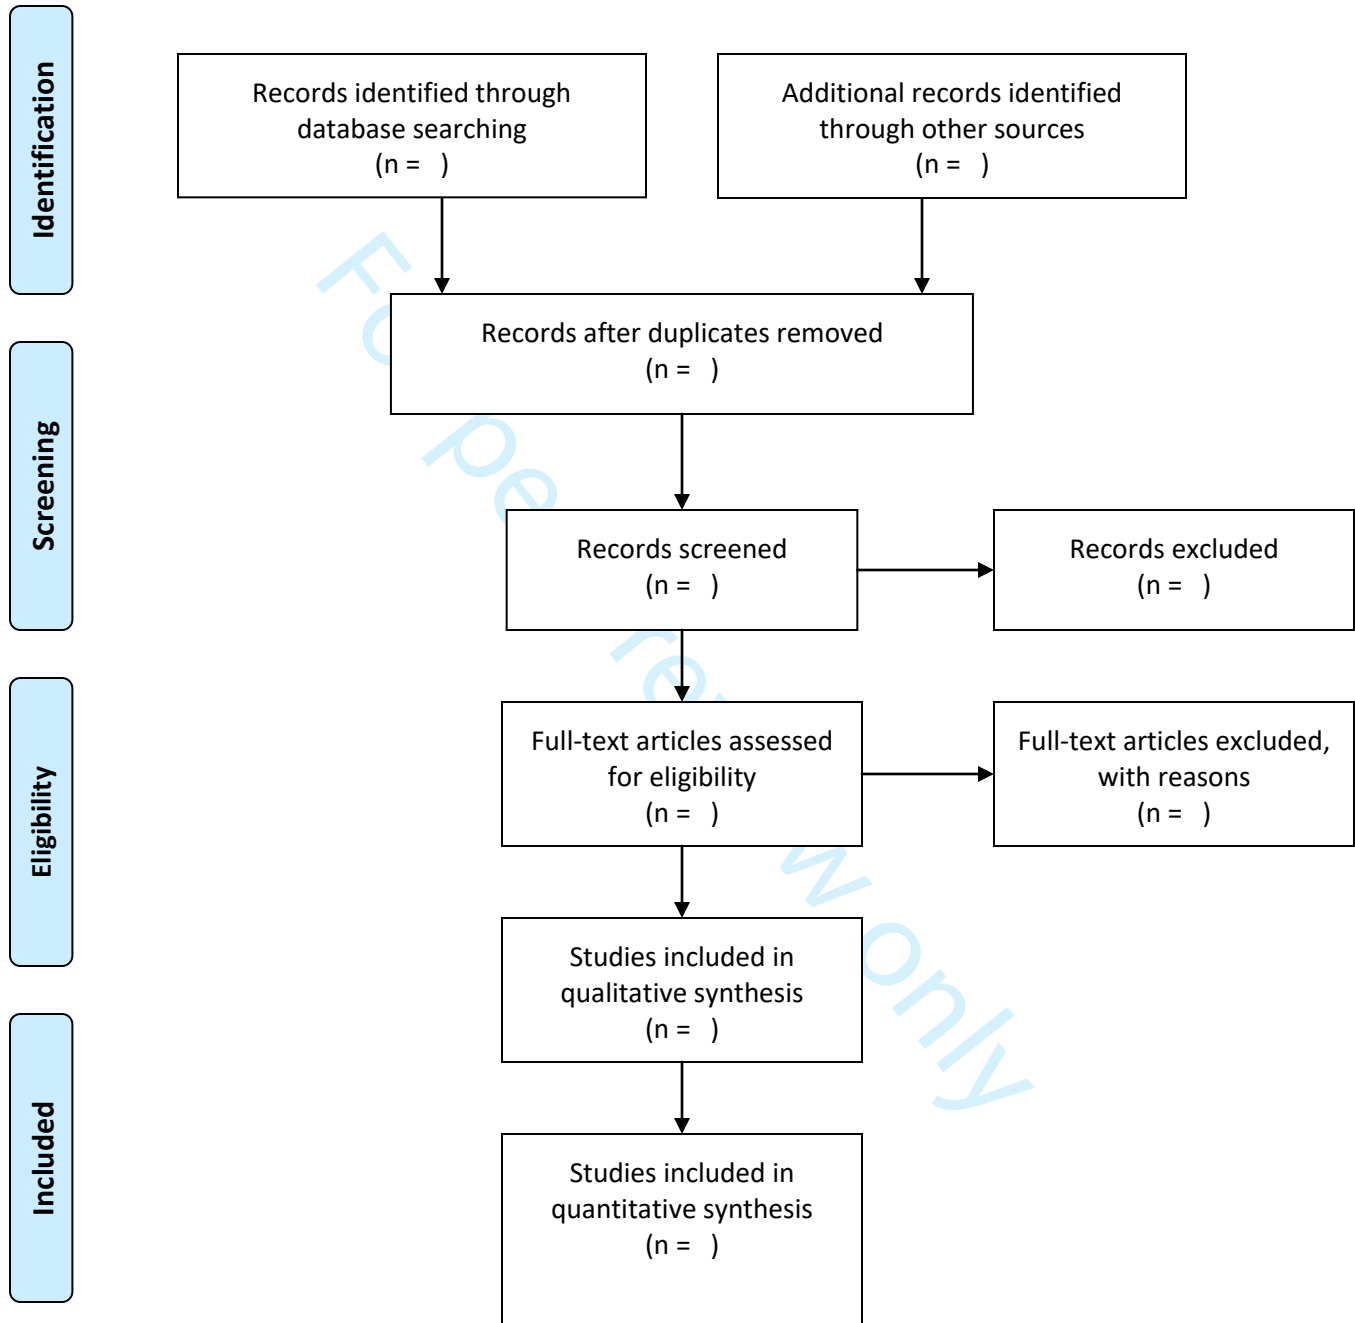 Identification
Records identified through
database searching
(n =   )
Additional records identified
through other sources
(n =   )
Records after duplicates removed
(n =   )
Screening
Records screened
(n =   )
Records excluded
(n =   )
Eligibility
Full-text articles assessed
for eligibility
(n =   )
Full-text articles excluded,
with reasons
(n =   )
Studies included in
qualitative synthesis
(n =   )
Included
Studies included in
quantitative synthesis
(n =   )
For peer review only